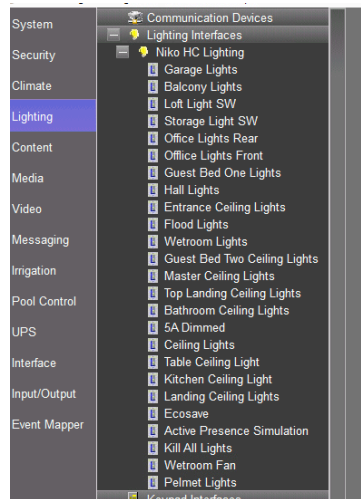 System
Security
Climate
Lighting
Content
Media
Video
Messaging
Irrigation
Pool Control
UPS
Interface
Input/Output
Event Mapper
Communication Devices
Lighting Interfaces
Niko HC Lighting
Garage Lights
Balcony Lights
Loft Light SW
Storage Light SW
Office Lights Rear
Offlice Lights Front
Guest Bed One Lights
Hall Lights
Entrance Ceiling Lights
Flood Lights
Wetroom Lights
Guest Bed Two Ceiling Lights
Master Ceiling Lights
Top Landing Ceiling Lights
Bathroom Ceiling Lights
5A Dimmed
Ceiling Lights
Table Ceiling Light
Kitchen Ceiling Light
Landing Ceiling Lights
Ecosave
Active Presence Simulation
Kill All Lights
Wetroom Fan
Pelmet Lights
Keypad Interfaces